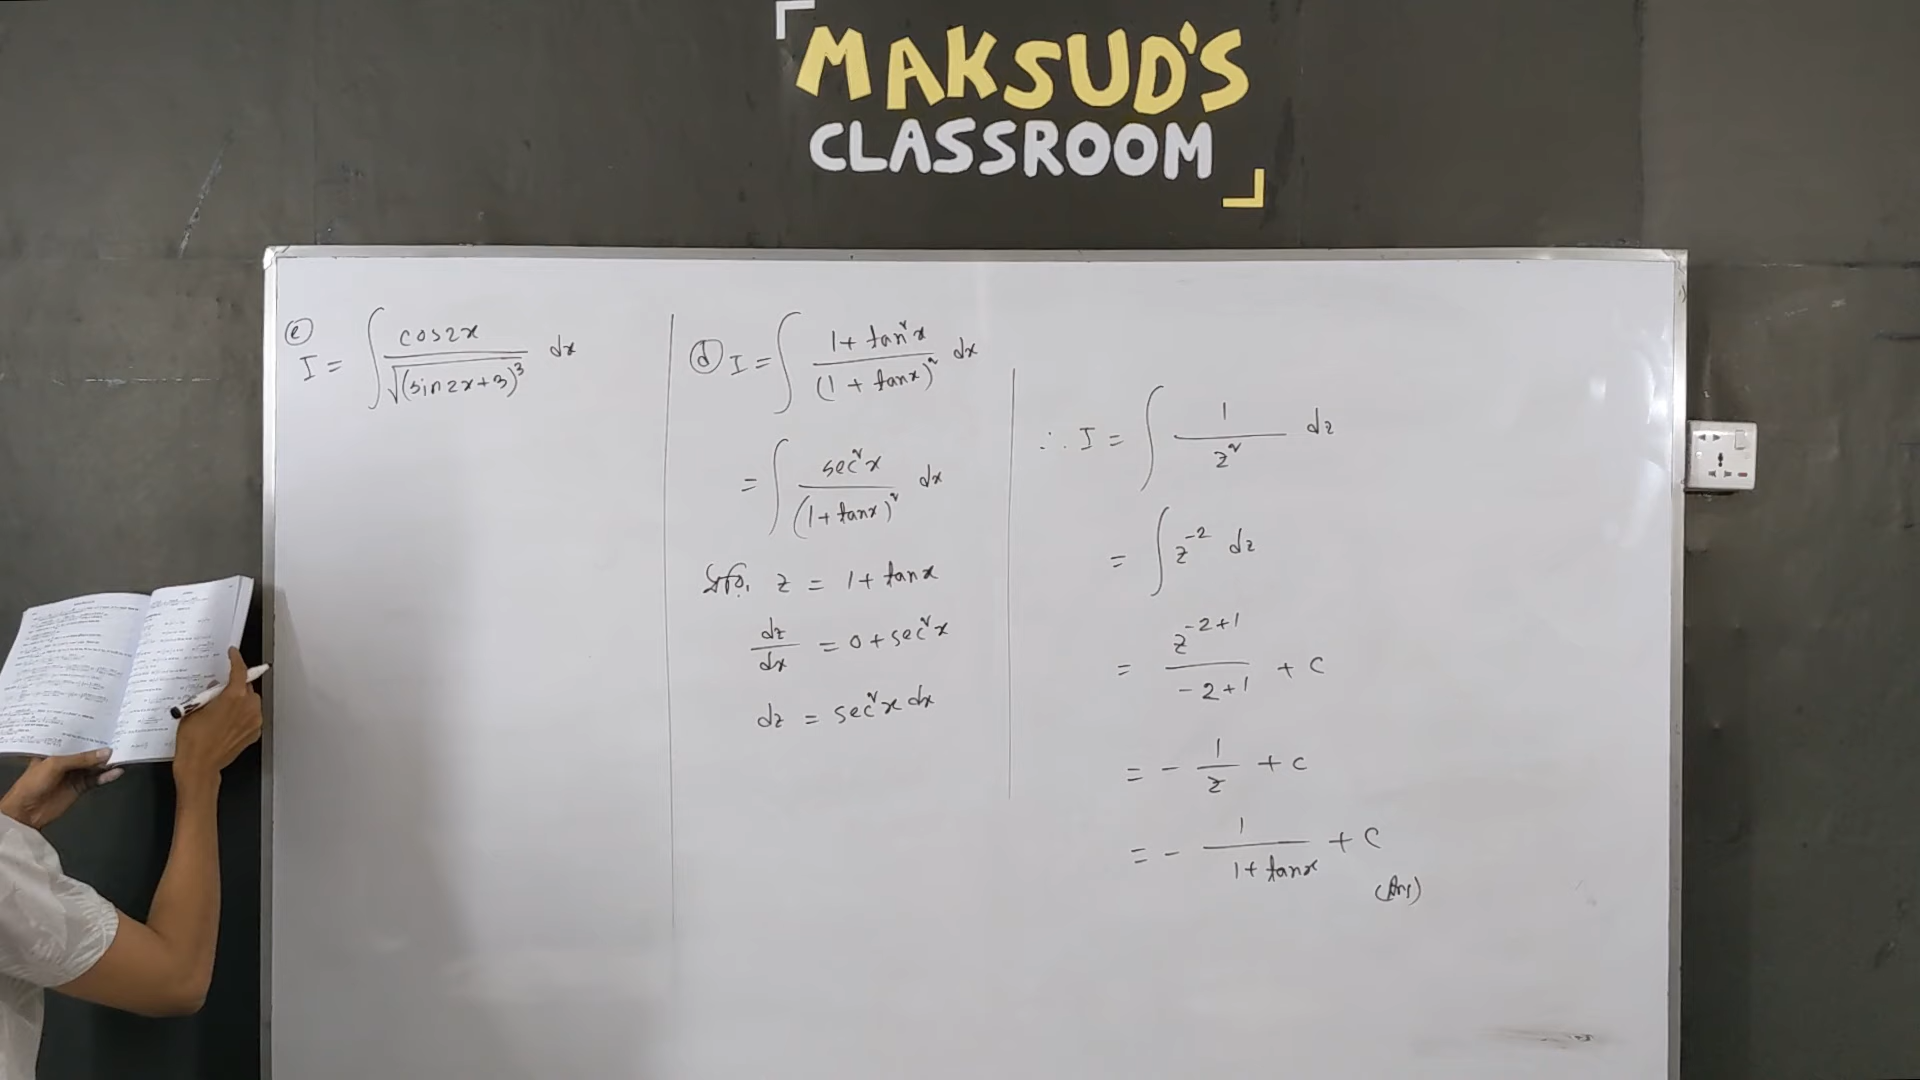 MAKSUD'S
CLASSROOM
(e) I = ∫ cos2x / √(sin2x+3)³ dx
(d) I = ∫ 1 + tan²x / (1 + tanx)² dx
= ∫ sec²x / (1+tanx)² dx
ধরি, z = 1+ tanx
dz/dx = 0 + sec²x
dz = sec²x dx
∴ I = ∫ 1/z² dz
= ∫ z⁻² dz
= z⁻²⁺¹ / -2+1 + c
= - 1/z + c
= - 1 / 1+ tanx + c
(Ans)